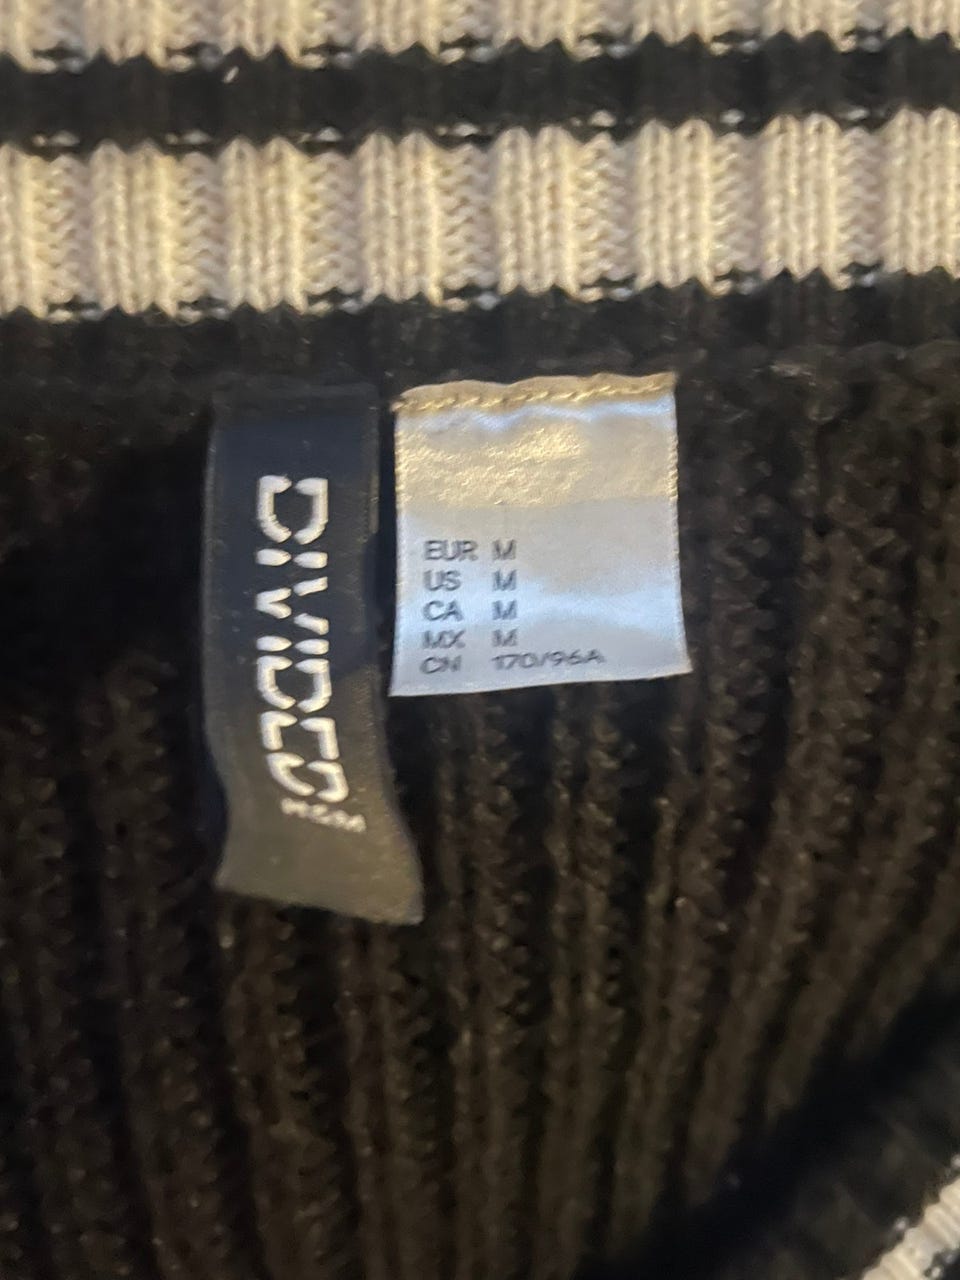 DIVIDED
H&M
EUR M
US M
CA M
MX M
CN 170/96A